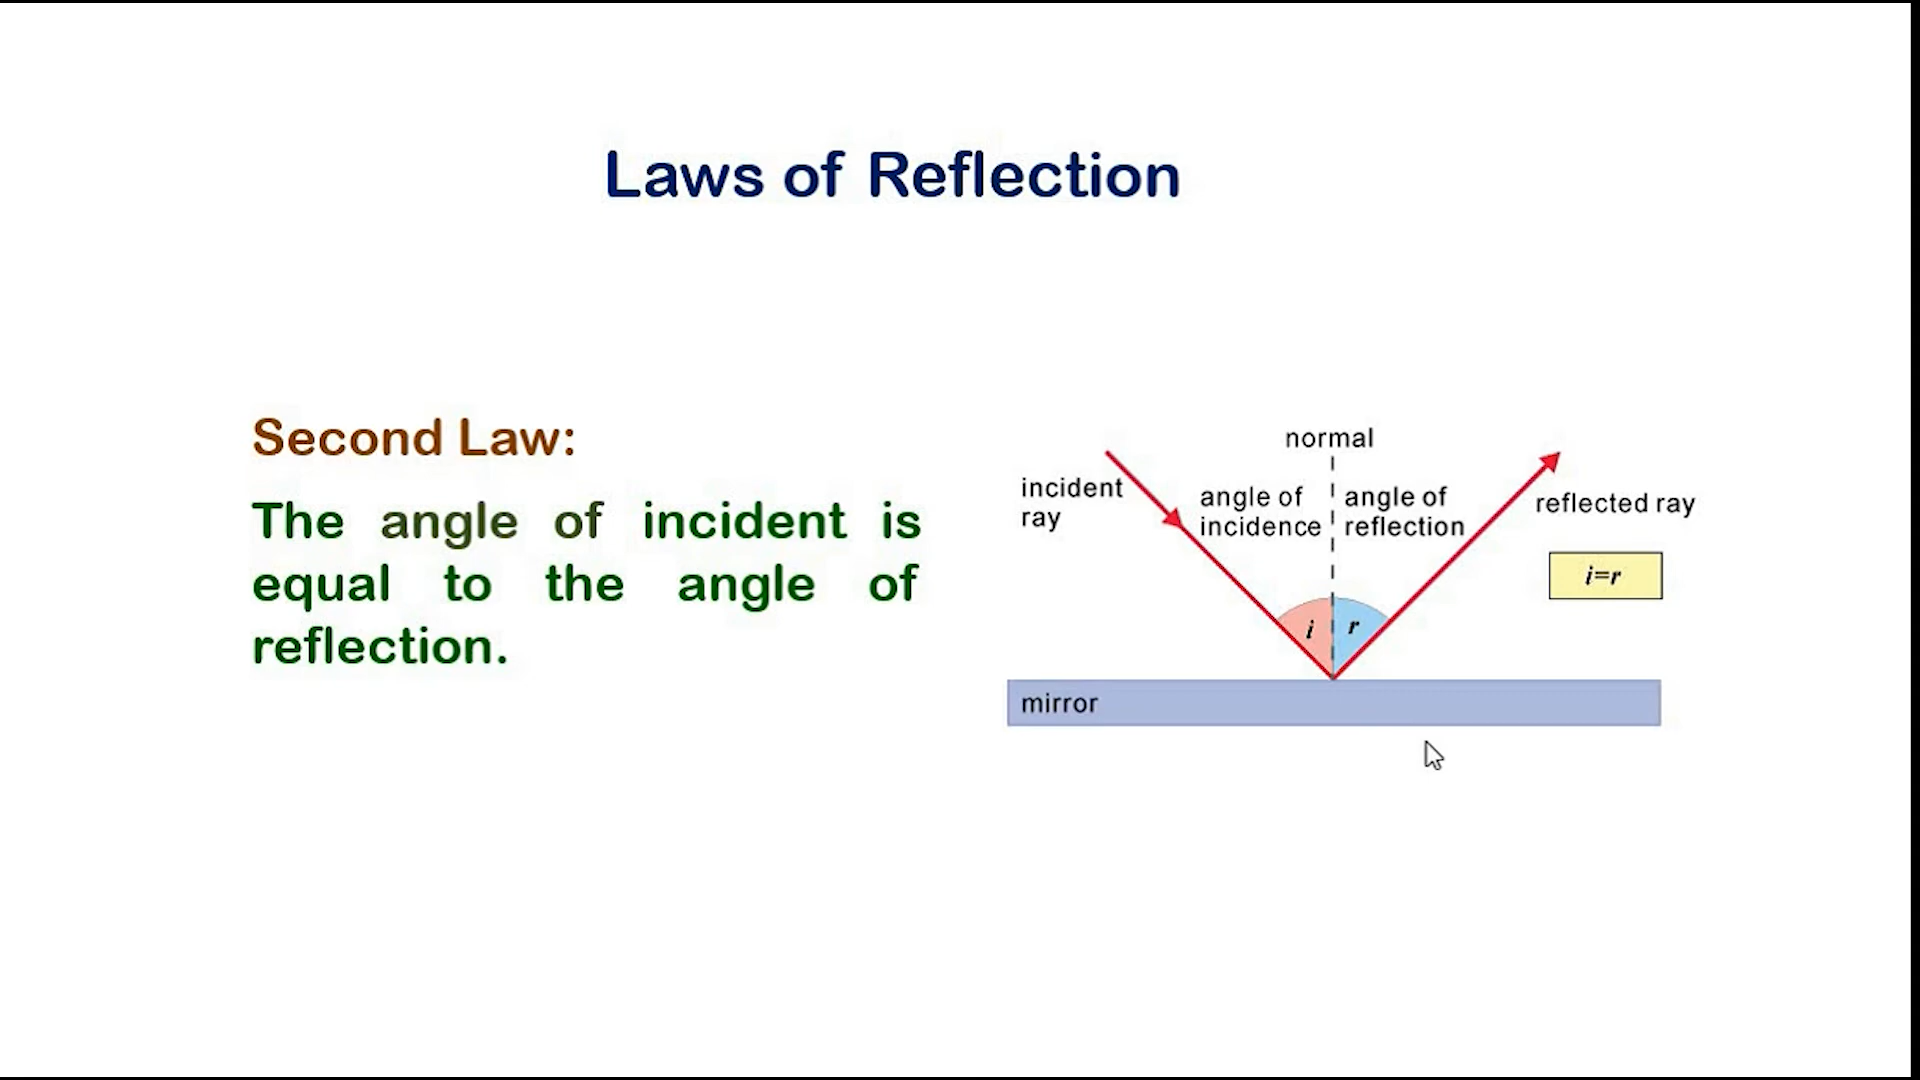 Laws of Reflection
Second Law:
The angle of incident is
equal to the angle of
reflection.
normal
incident
ray
angle of
incidence
angle of
reflection
reflected ray
i=r
i
r
mirror